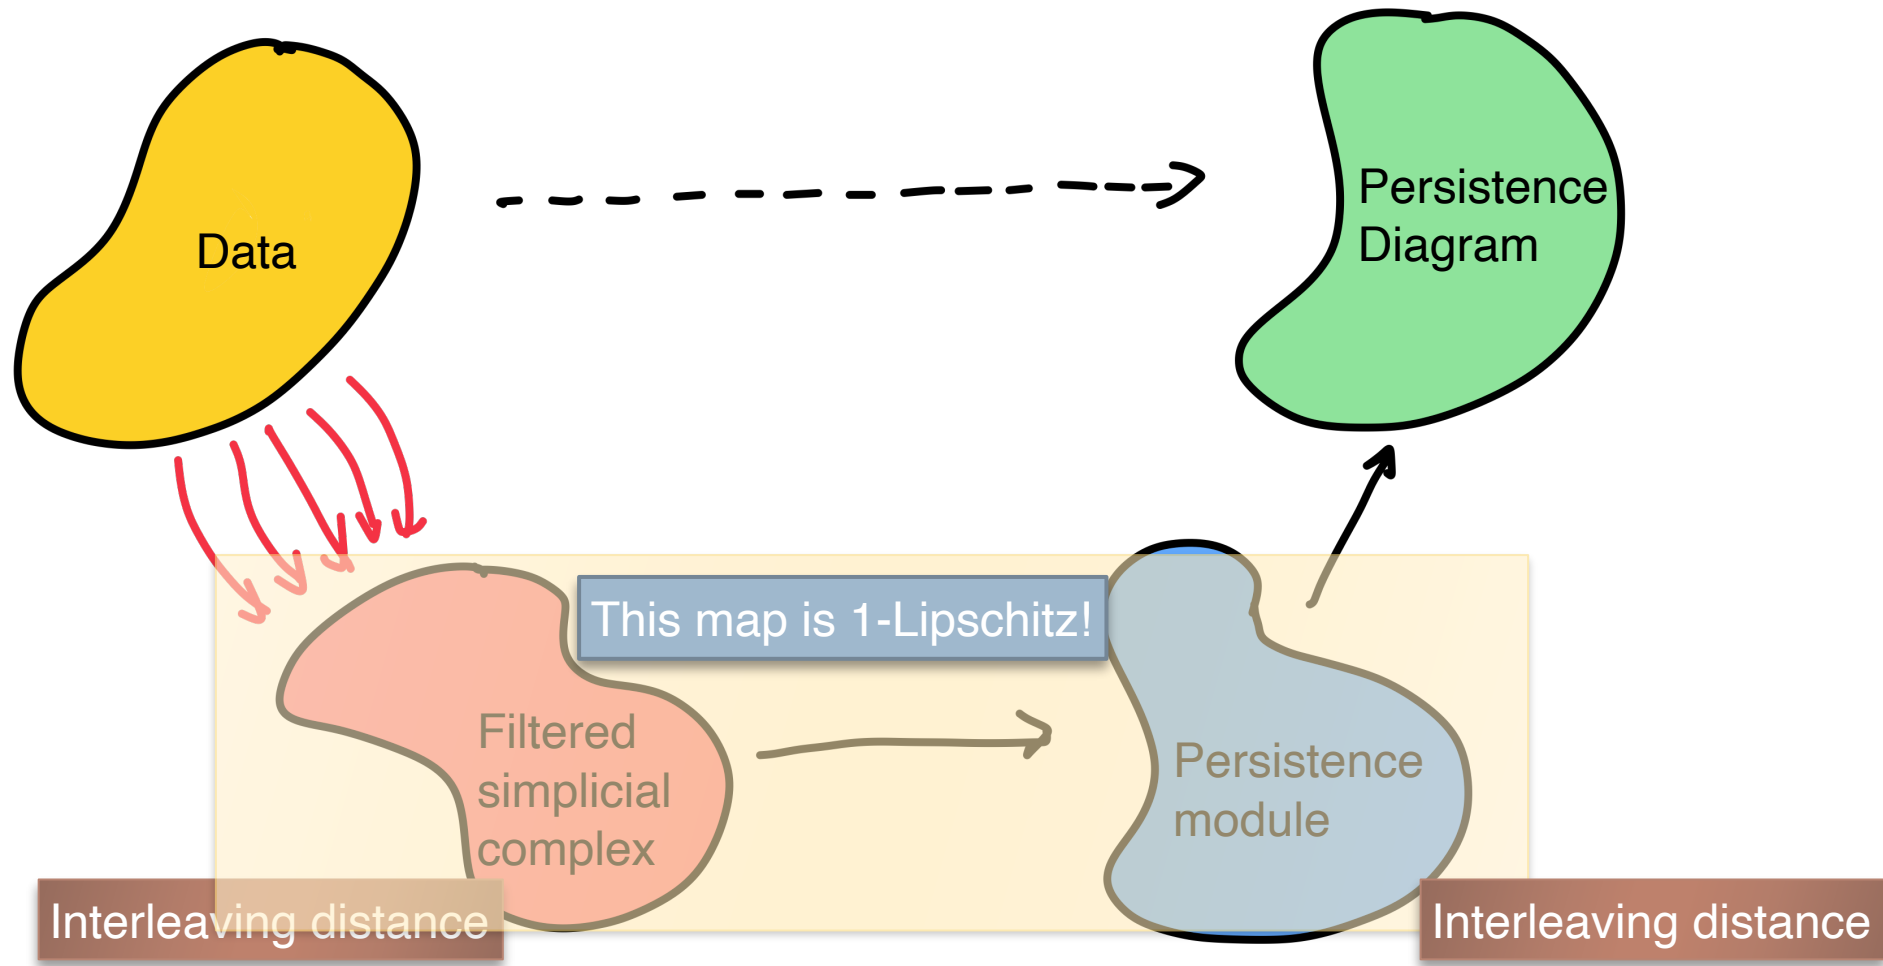 Data
Persistence
Diagram
This map is 1-Lipschitz!
Filtered
simplicial
complex
Persistence
module
Interleaving distance
Interleaving distance